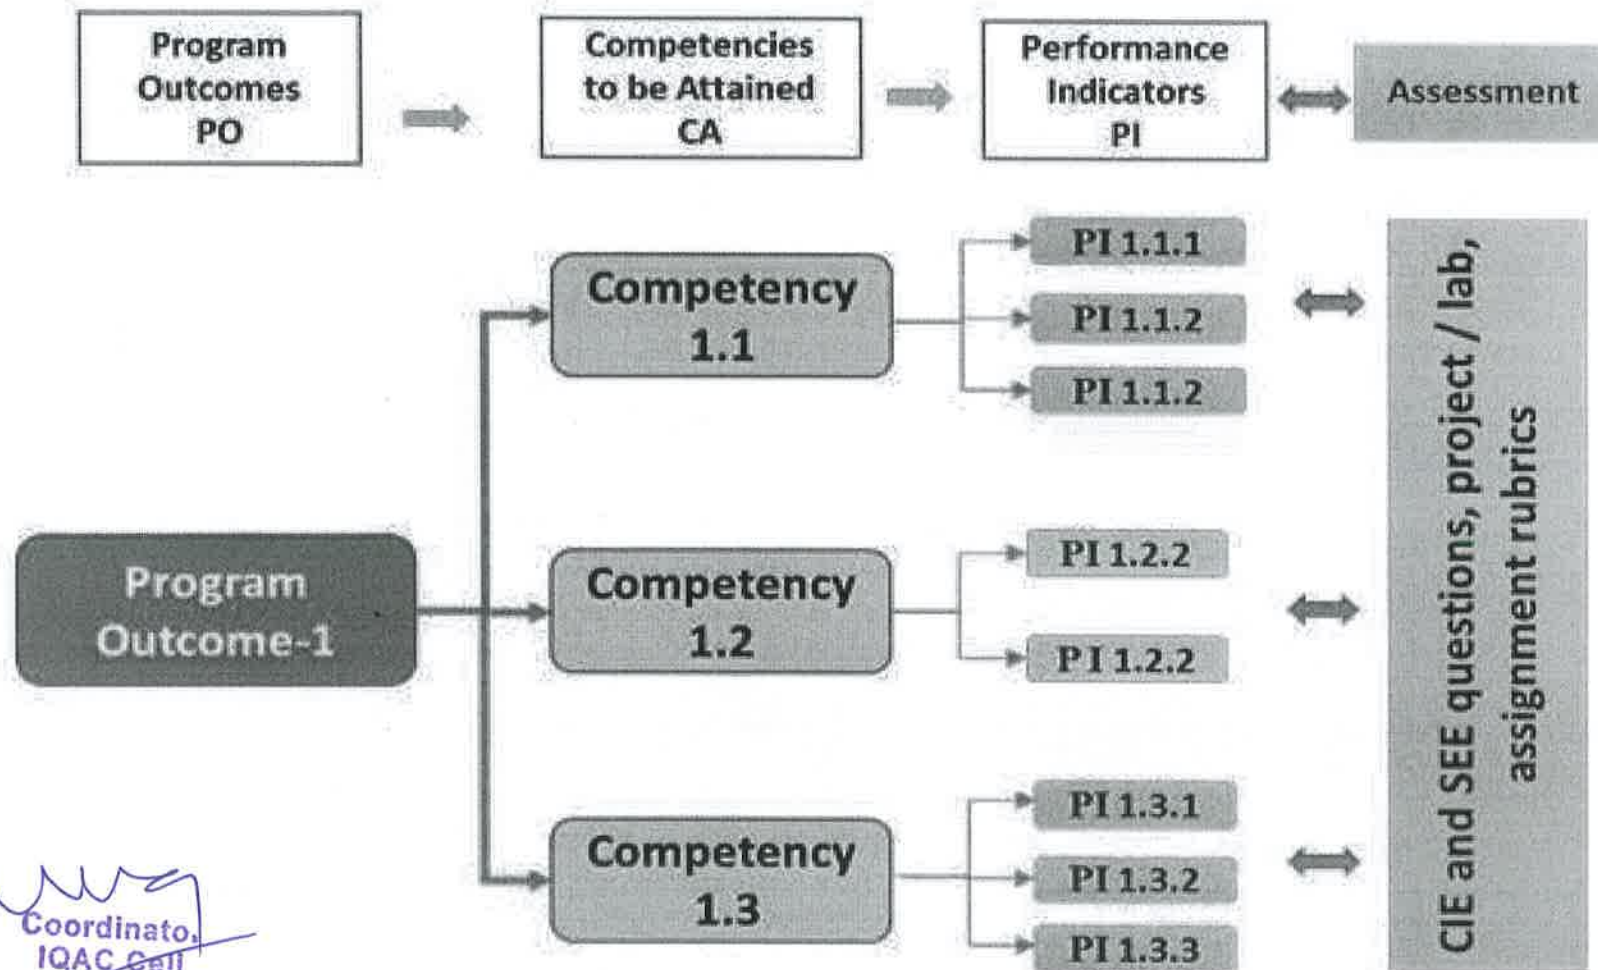 Program
Outcomes
PO
Competencies
to be Attained
CA
Performance
Indicators
PI
Assessment
Program
Outcome-1
Competency
1.1
PI 1.1.1
PI 1.1.2
PI 1.1.2
Competency
1.2
PI 1.2.2
PI 1.2.2
Competency
1.3
PI 1.3.1
PI 1.3.2
PI 1.3.3
CIE and SEE questions, project / lab,
assignment rubrics
Coordinato
IQAC Cell